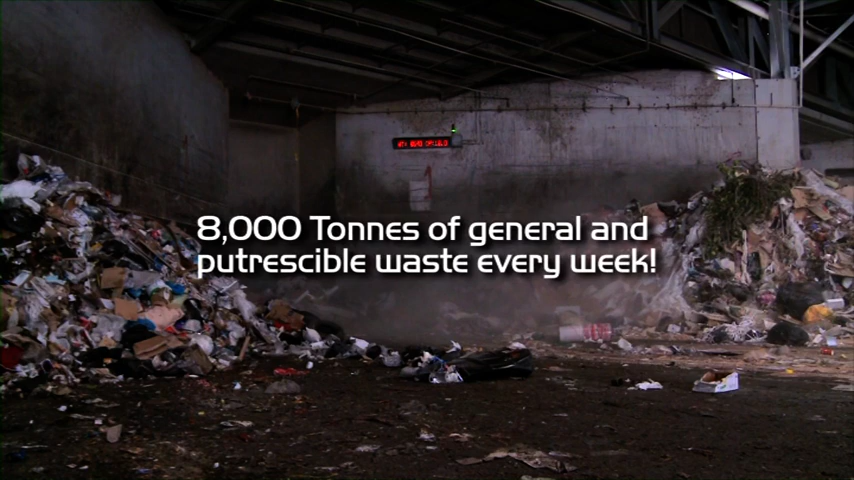 8,000 Tonnes of general and
putrescible waste every week!